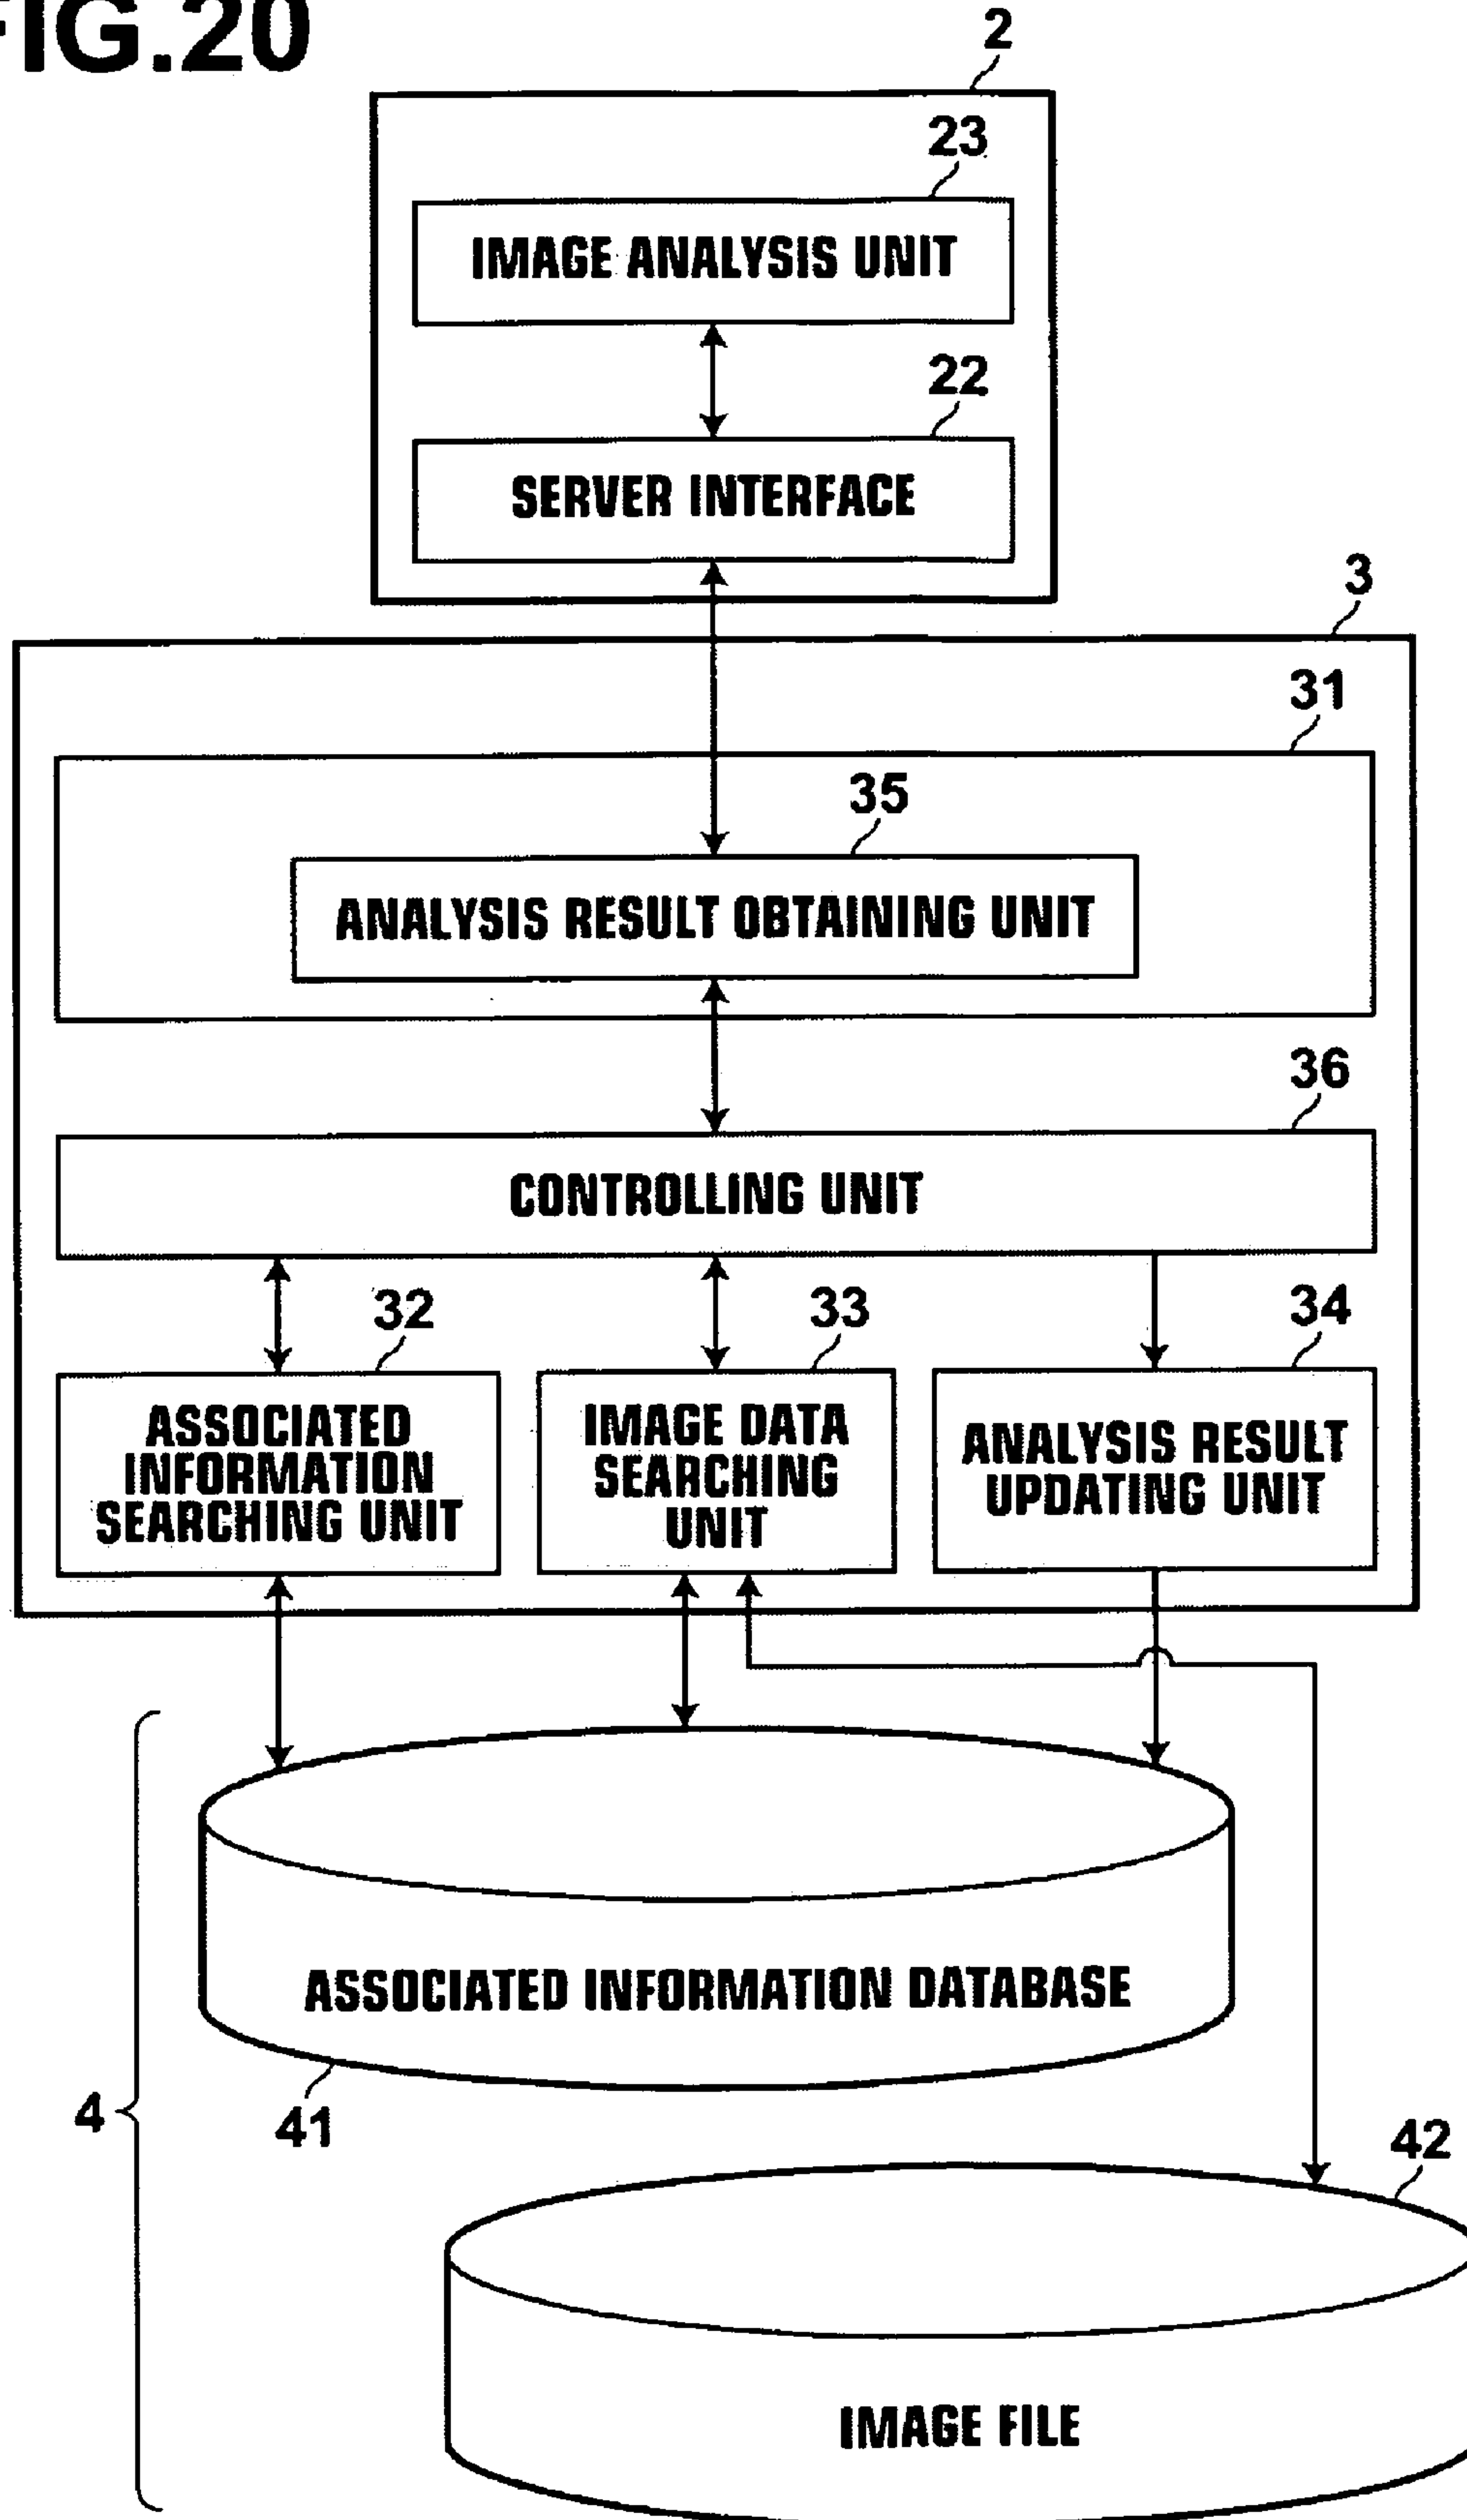 FIG.20
2
23
IMAGE ANALYSIS UNIT
22
SERVER INTERFACE
3
31
35
ANALYSIS RESULT OBTAINING UNIT
36
CONTROLLING UNIT
32
33
34
ASSOCIATED
INFORMATION
SEARCHING UNIT
IMAGE DATA
SEARCHING
UNIT
ANALYSIS RESULT
UPDATING UNIT
ASSOCIATED INFORMATION DATABASE
4
41
42
IMAGE FILE